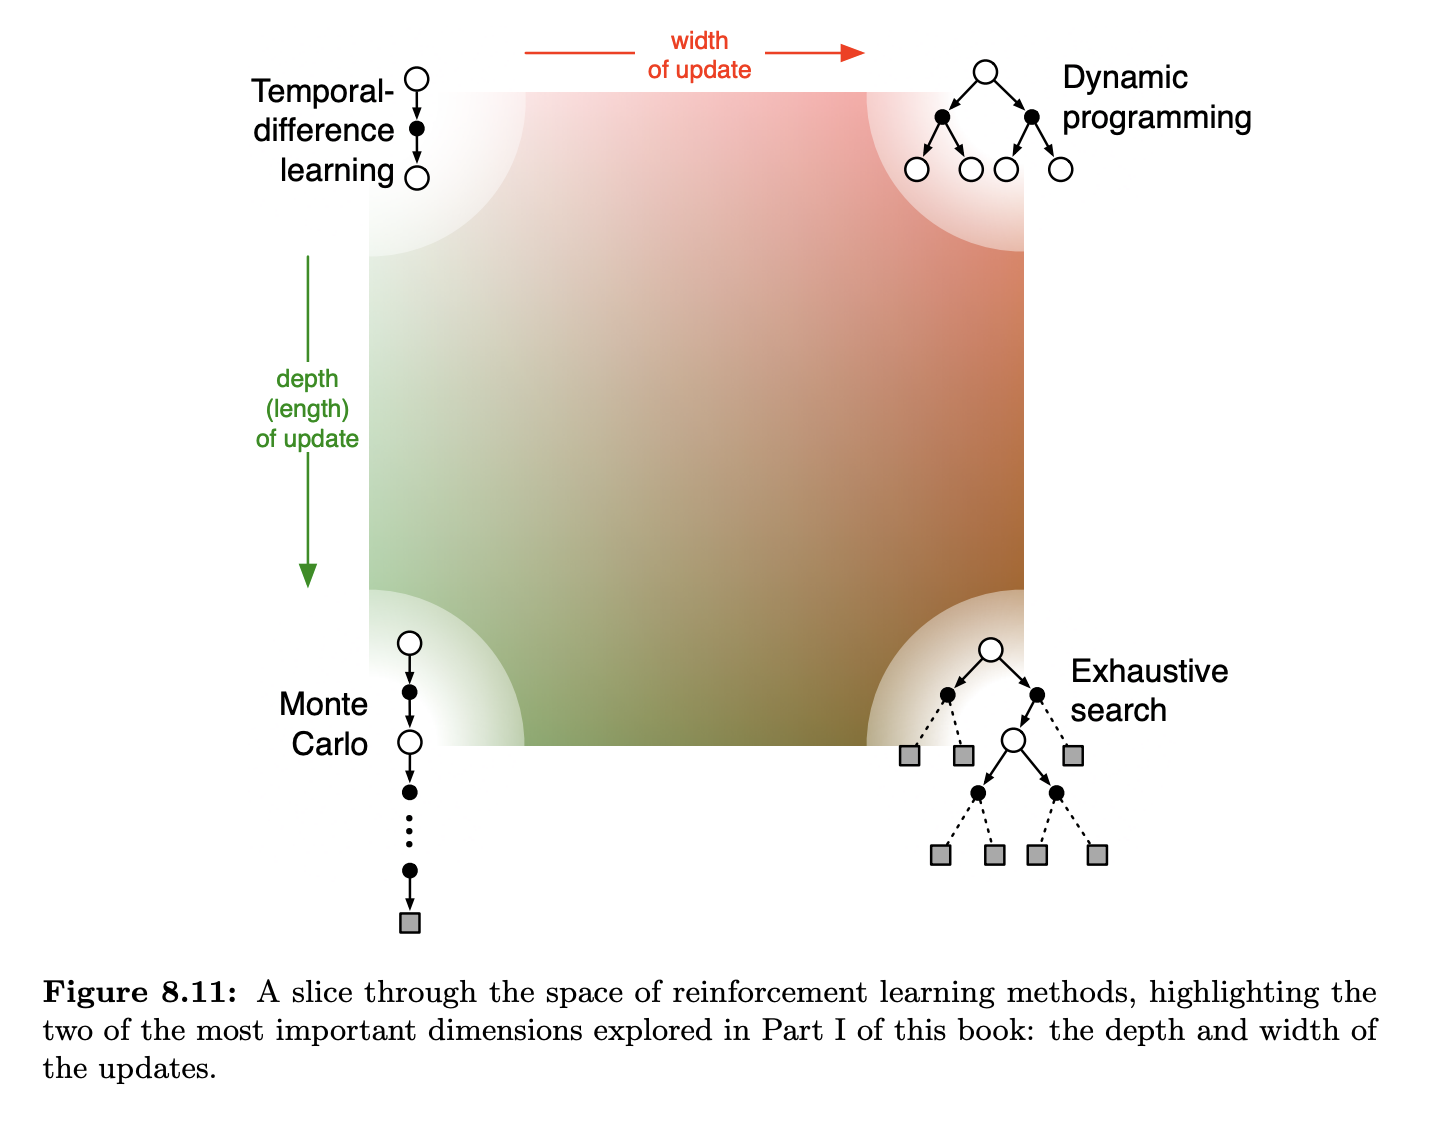 width
of update
Temporal-
difference
learning
Dynamic
programming
depth
(length)
of update
Monte
Carlo
Exhaustive
search
Figure 8.11: A slice through the space of reinforcement learning methods, highlighting the
two of the most important dimensions explored in Part I of this book: the depth and width of
the updates.